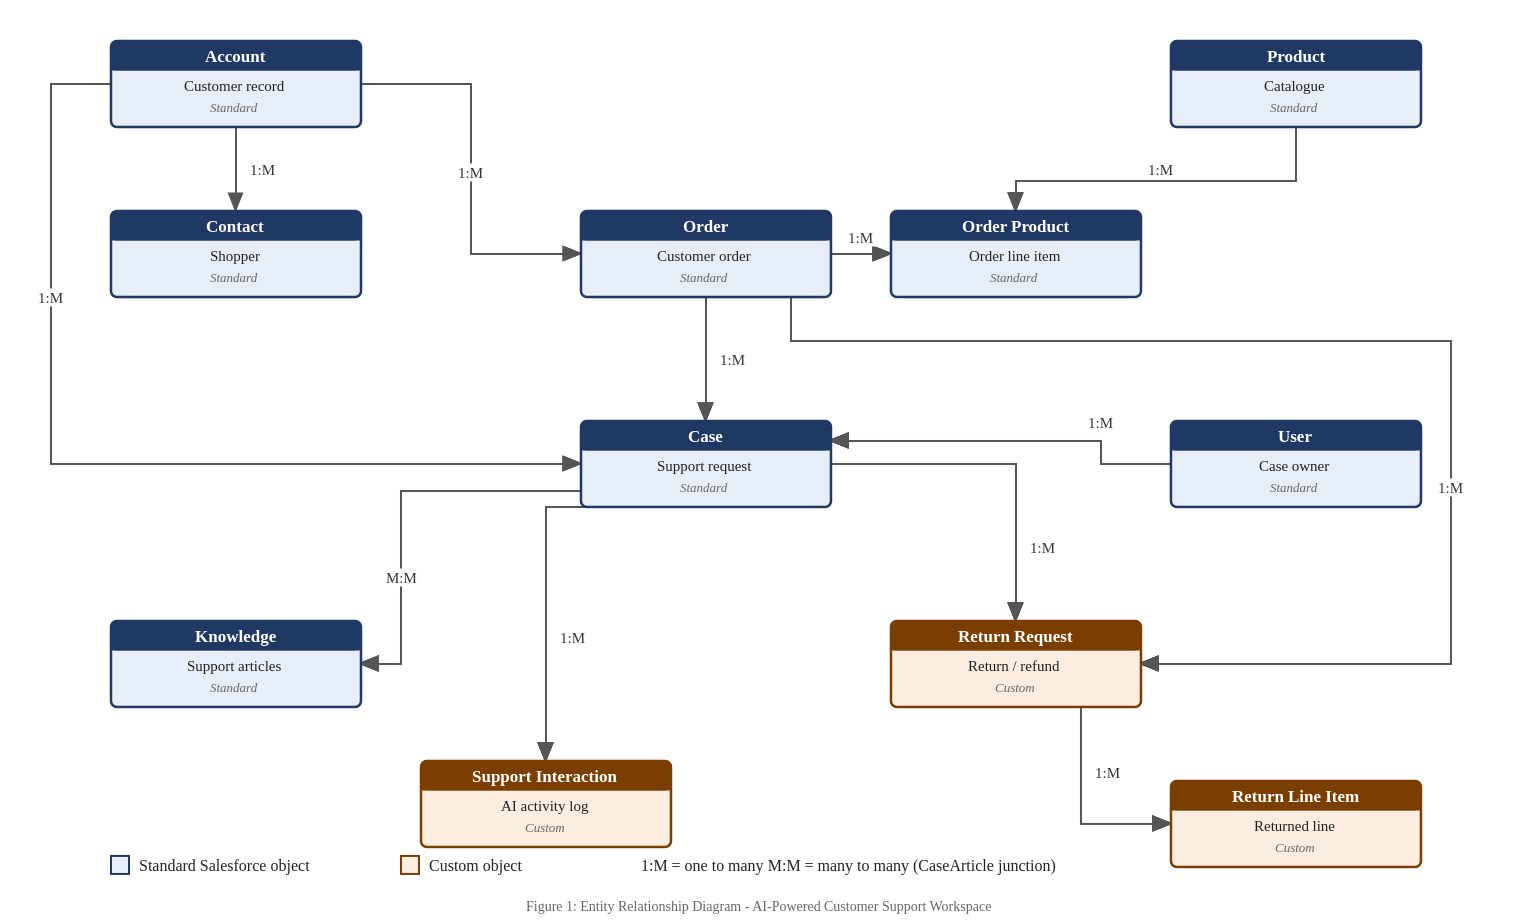 Account
Customer record
Standard
Product
Catalogue
Standard
1:M
1:M
1:M
Contact
Shopper
Standard
Order
Customer order
Standard
1:M
Order Product
Order line item
Standard
1:M
1:M
Case
Support request
Standard
1:M
User
Case owner
Standard
1:M
1:M
M:M
1:M
Knowledge
Support articles
Standard
Return Request
Return / refund
Custom
1:M
Support Interaction
AI activity log
Custom
Return Line Item
Returned line
Custom
Standard Salesforce object
Custom object
1:M = one to many M:M = many to many (CaseArticle junction)
Figure 1: Entity Relationship Diagram - AI-Powered Customer Support Workspace